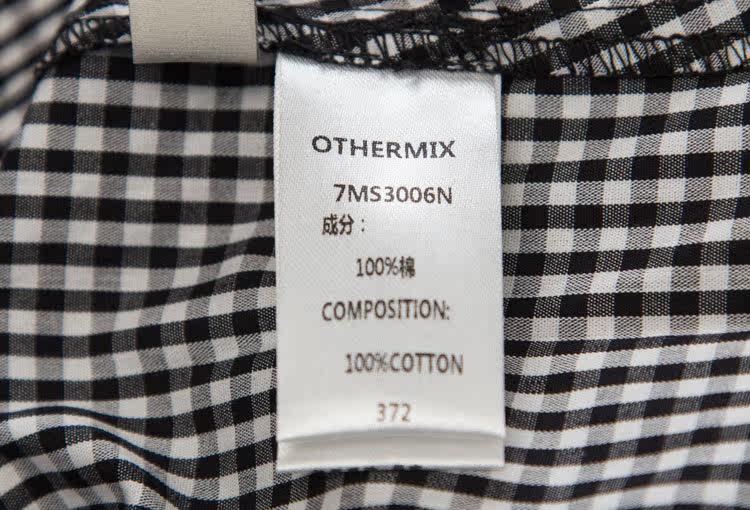 OTHERMIX
7MS3006N
成分：
100%棉
COMPOSITION:
100%COTTON
372